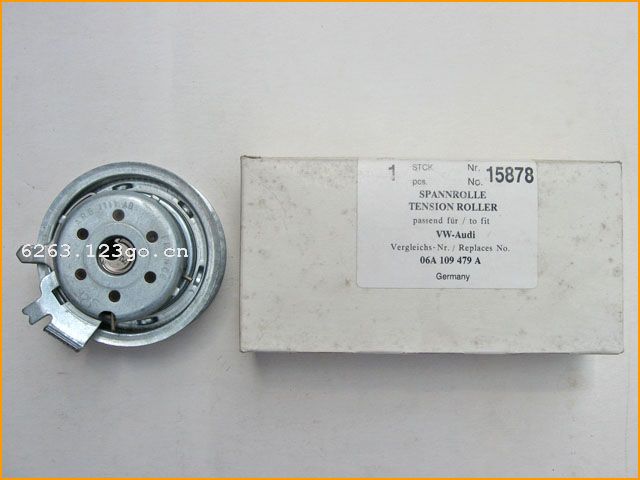 6263.123go.cn
1 STCK. Nr. 15878
pcs. No.
SPANNROLLE
TENSION ROLLER
passend für / to fit
VW-Audi
Vergleichs-Nr. / Replaces No.
06A 109 479 A
Germany